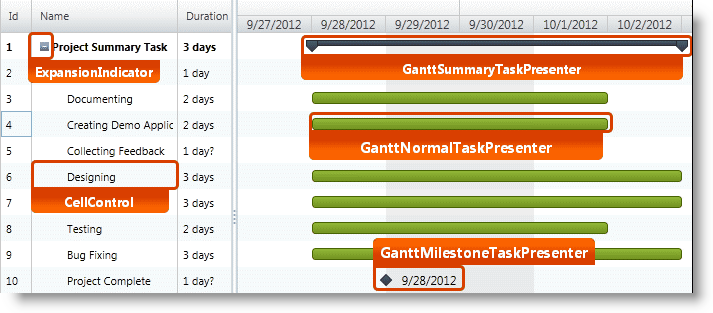 Id Name Duration 9/27/2012 9/28/2012 9/29/2012 9/30/2012 10/1/2012 10/2/2012
1 Project Summary Task 3 days
2 ExpansionIndicator 1 day GanttSummaryTaskPresenter
3 Documenting 2 days
4 Creating Demo Applic 2 days
5 Collecting Feedback 1 day? GanttNormalTaskPresenter
6 Designing 3 days
7 CellControl 3 days
8 Testing 2 days
9 Bug Fixing 3 days GanttMilestoneTaskPresenter
10 Project Complete 1 day? 9/28/2012